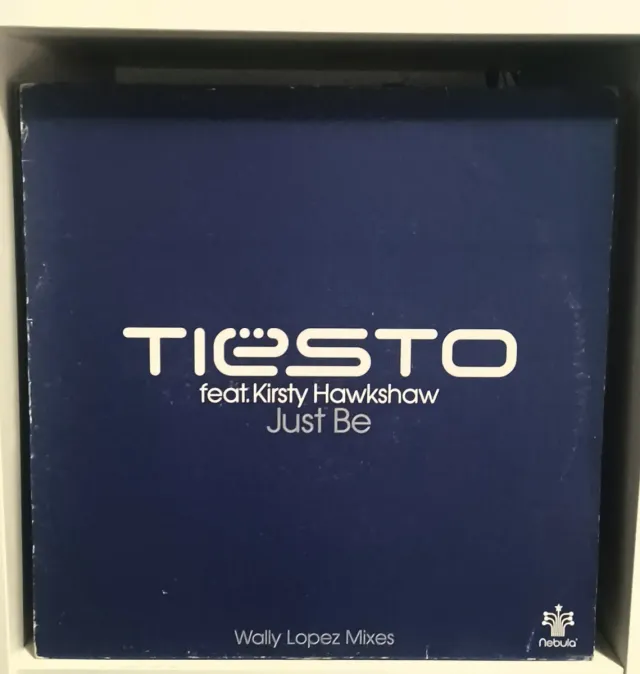 TIËSTO
feat. Kirsty Hawkshaw
Just Be
Wally Lopez Mixes
nebula